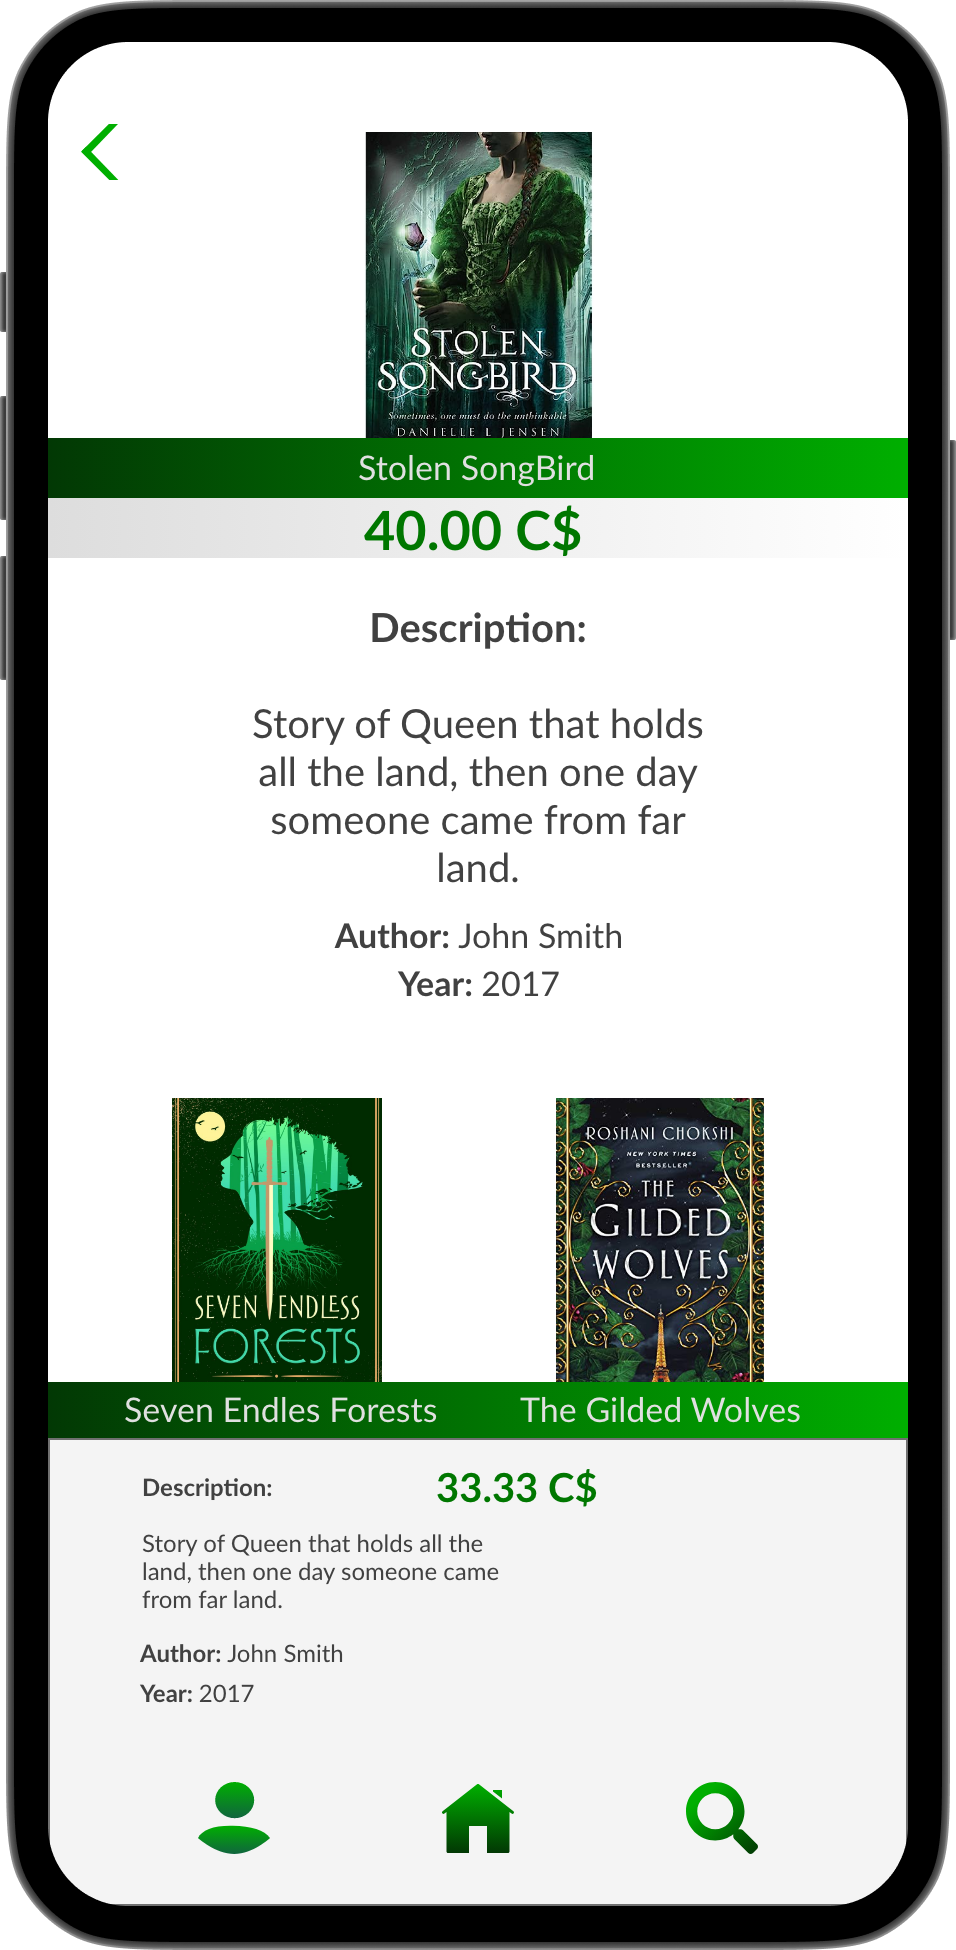 STOLEN
SONGBIRD
Sometimes, one must do the unthinkable
DANIELLE L JENSEN
Stolen SongBird
40.00 C$
Description:
Story of Queen that holds
all the land, then one day
someone came from far
land.
Author: John Smith
Year: 2017
SEVEN ENDLESS
FORESTS
ROSHANI CHOKSHI
NEW YORK TIMES
BESTSELLER
THE
GILDED
WOLVES
Seven Endles Forests
The Gilded Wolves
Description:
33.33 C$
Story of Queen that holds all the
land, then one day someone came
from far land.
Author: John Smith
Year: 2017